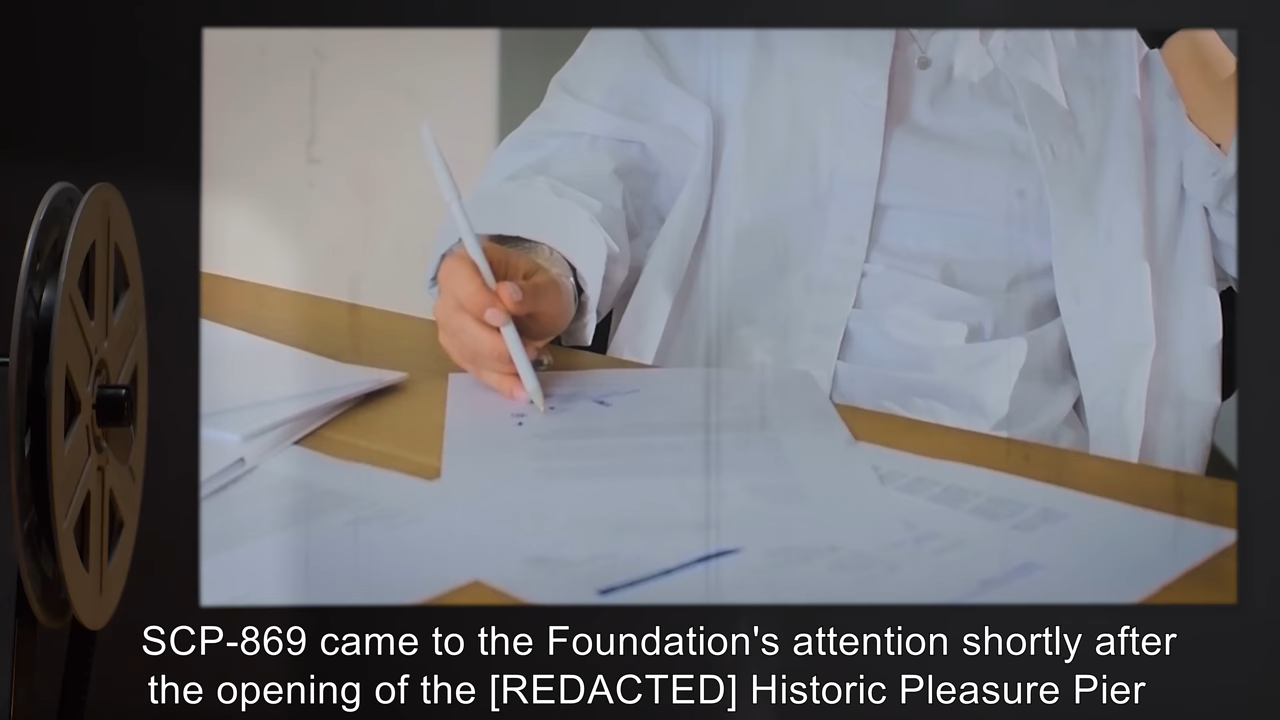 SCP-869 came to the Foundation's attention shortly after
the opening of the [REDACTED] Historic Pleasure Pier